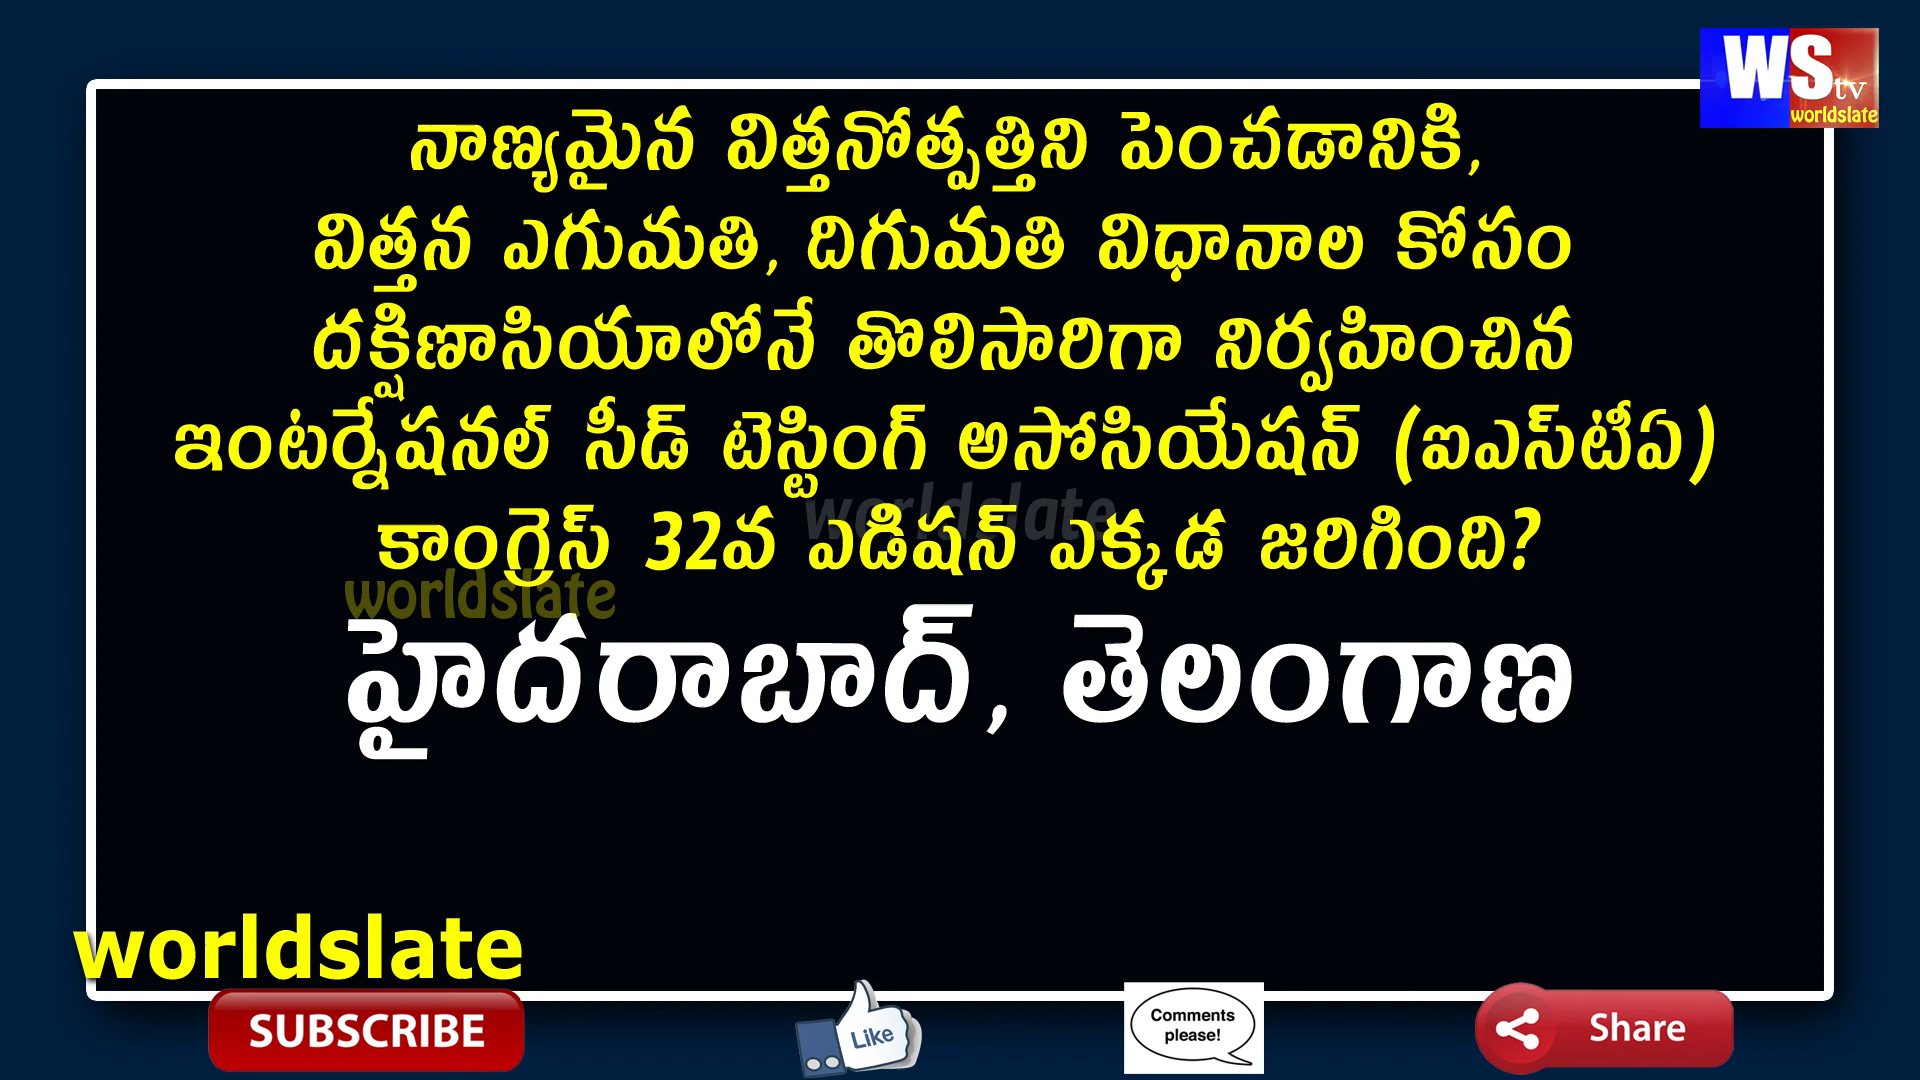 WS tv
worldslate
నాణ్యమైన విత్తనోత్పత్తిని పెంచడానికి,
విత్తన ఎగుమతి, దిగుమతి విధానాల కోసం
దక్షిణాసియాలోనే తొలిసారిగా నిర్వహించిన
ఇంటర్నేషనల్ సీడ్ టెస్టింగ్ అసోసియేషన్ (ఐఎస్‌టీఏ)
worldslate
కాంగ్రెస్ 32వ ఎడిషన్ ఎక్కడ జరిగింది?
worldslate
హైదరాబాద్, తెలంగాణ
worldslate
SUBSCRIBE
Like
Comments
please!
Share